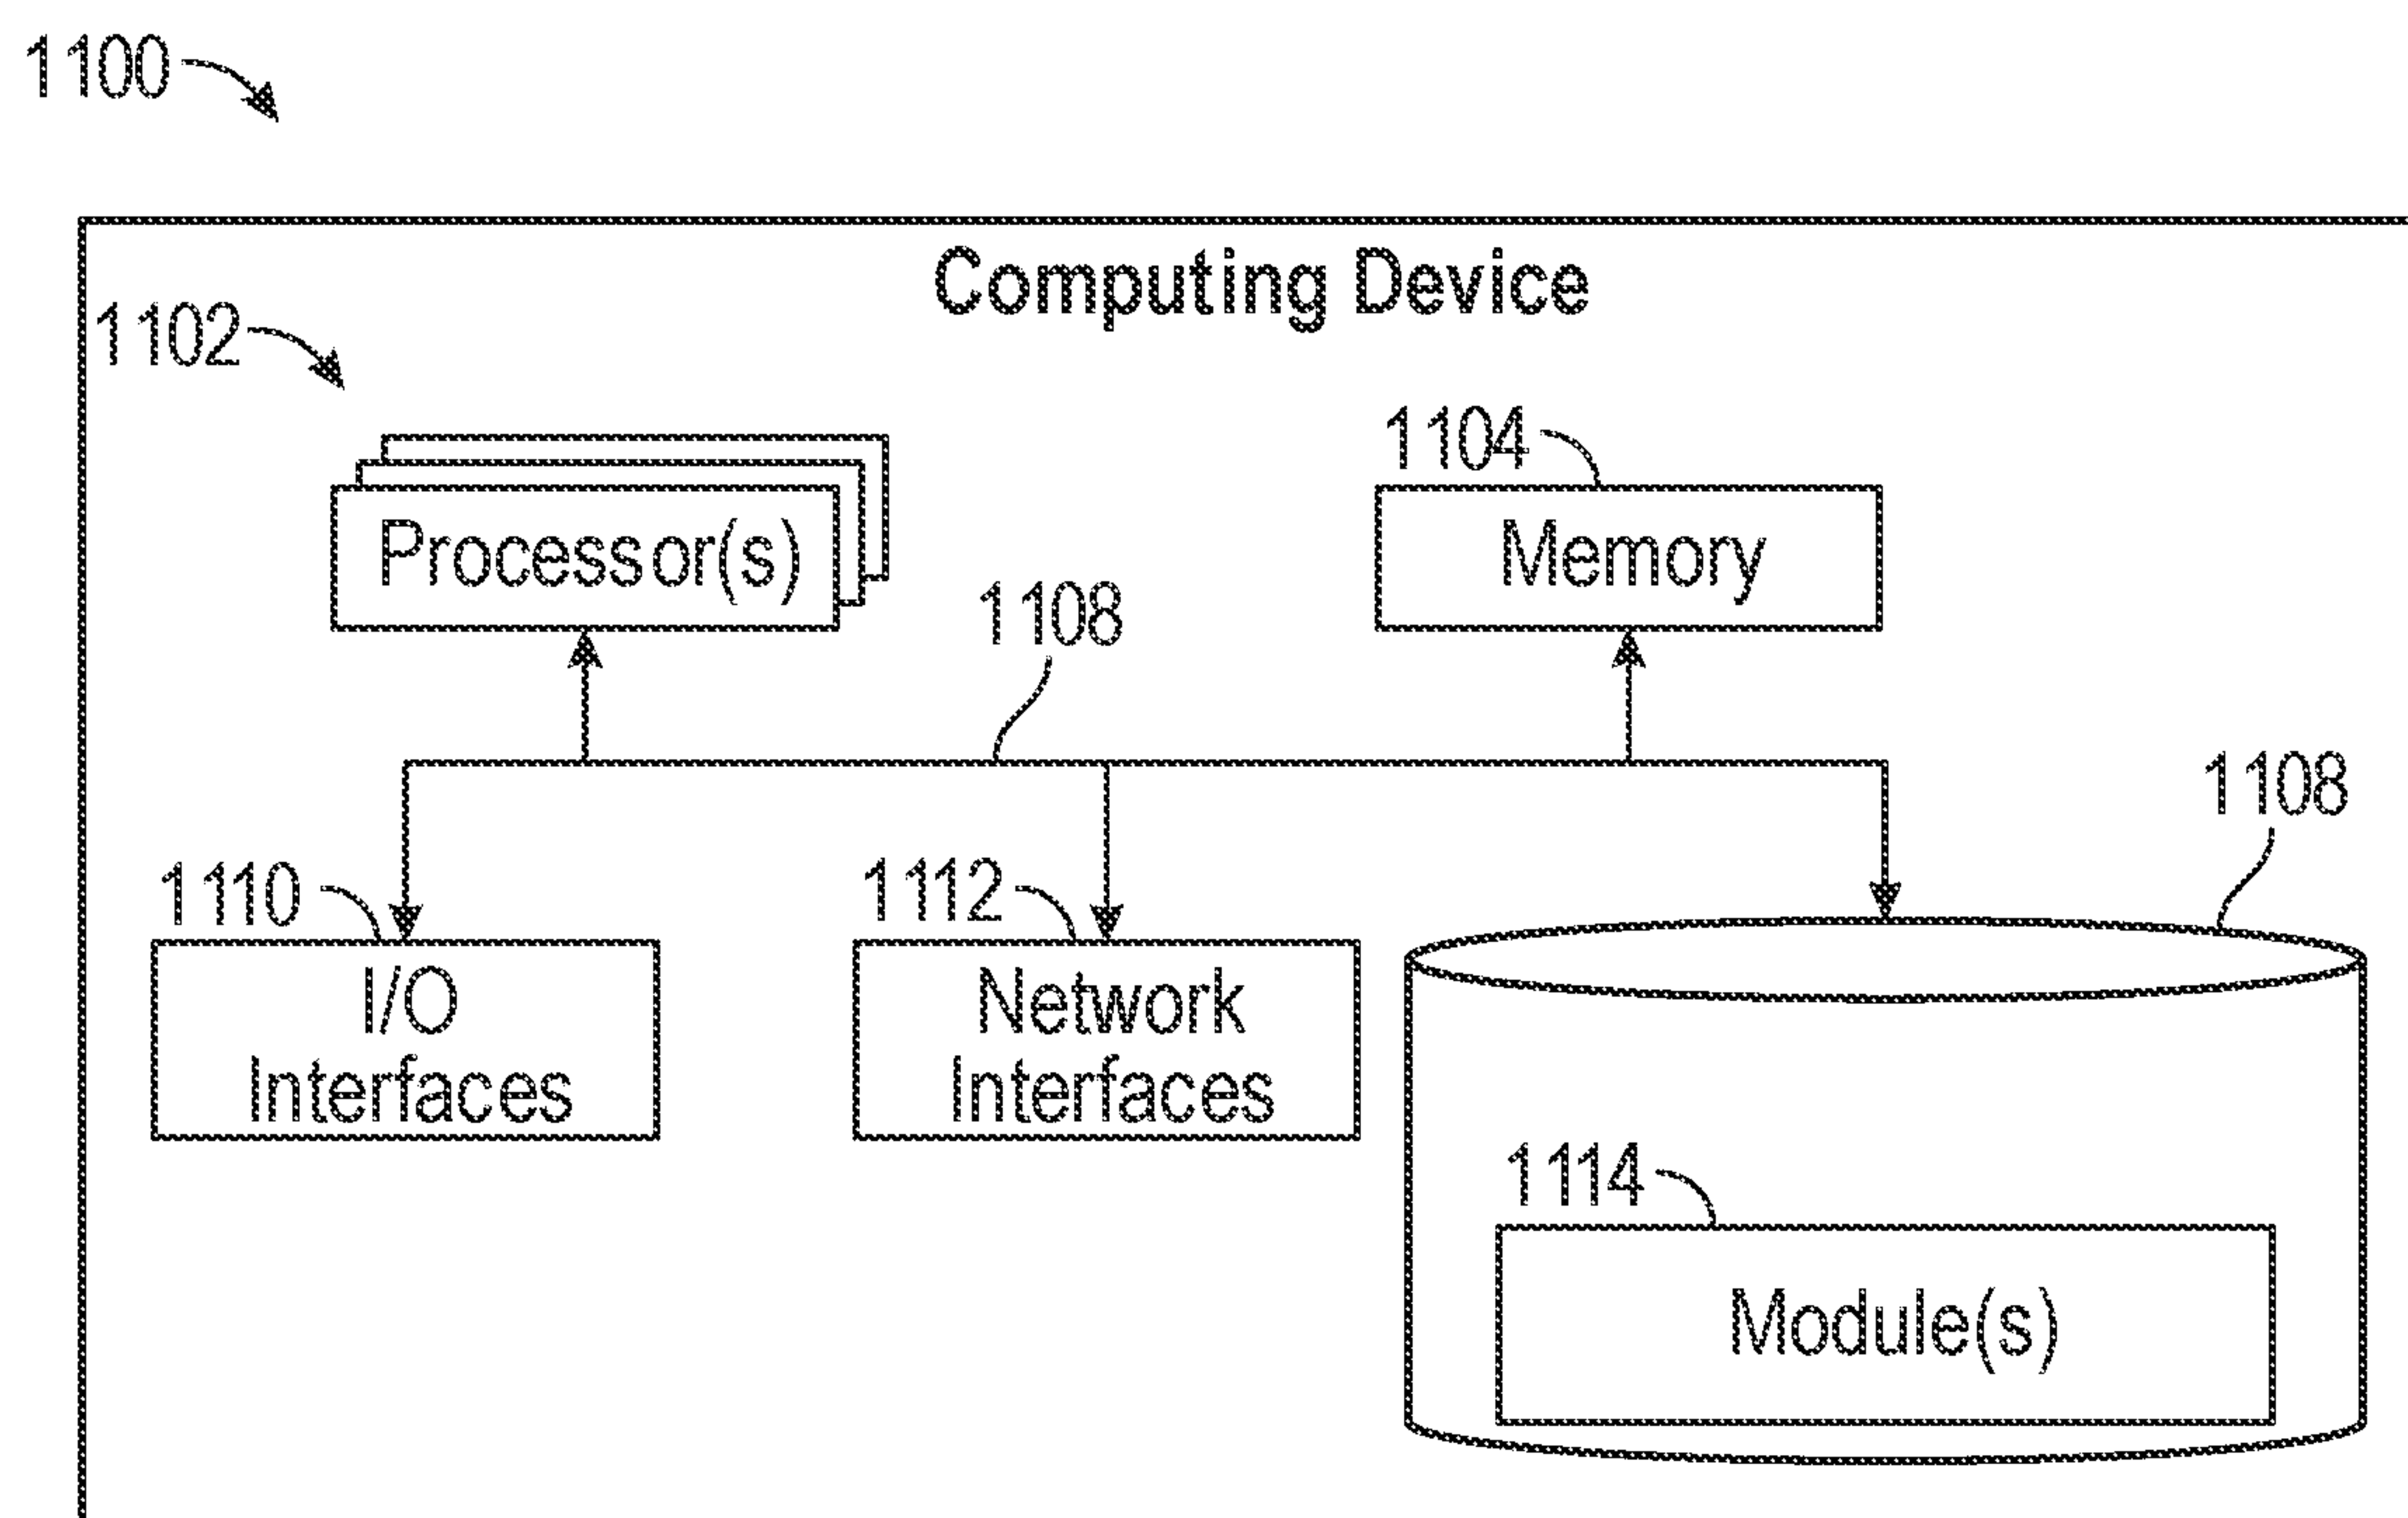 1100
Computing Device
1102
1104
Processor(s)
Memory
1108
1108
1110
1112
I/O
Interfaces
Network
Interfaces
1114
Module(s)